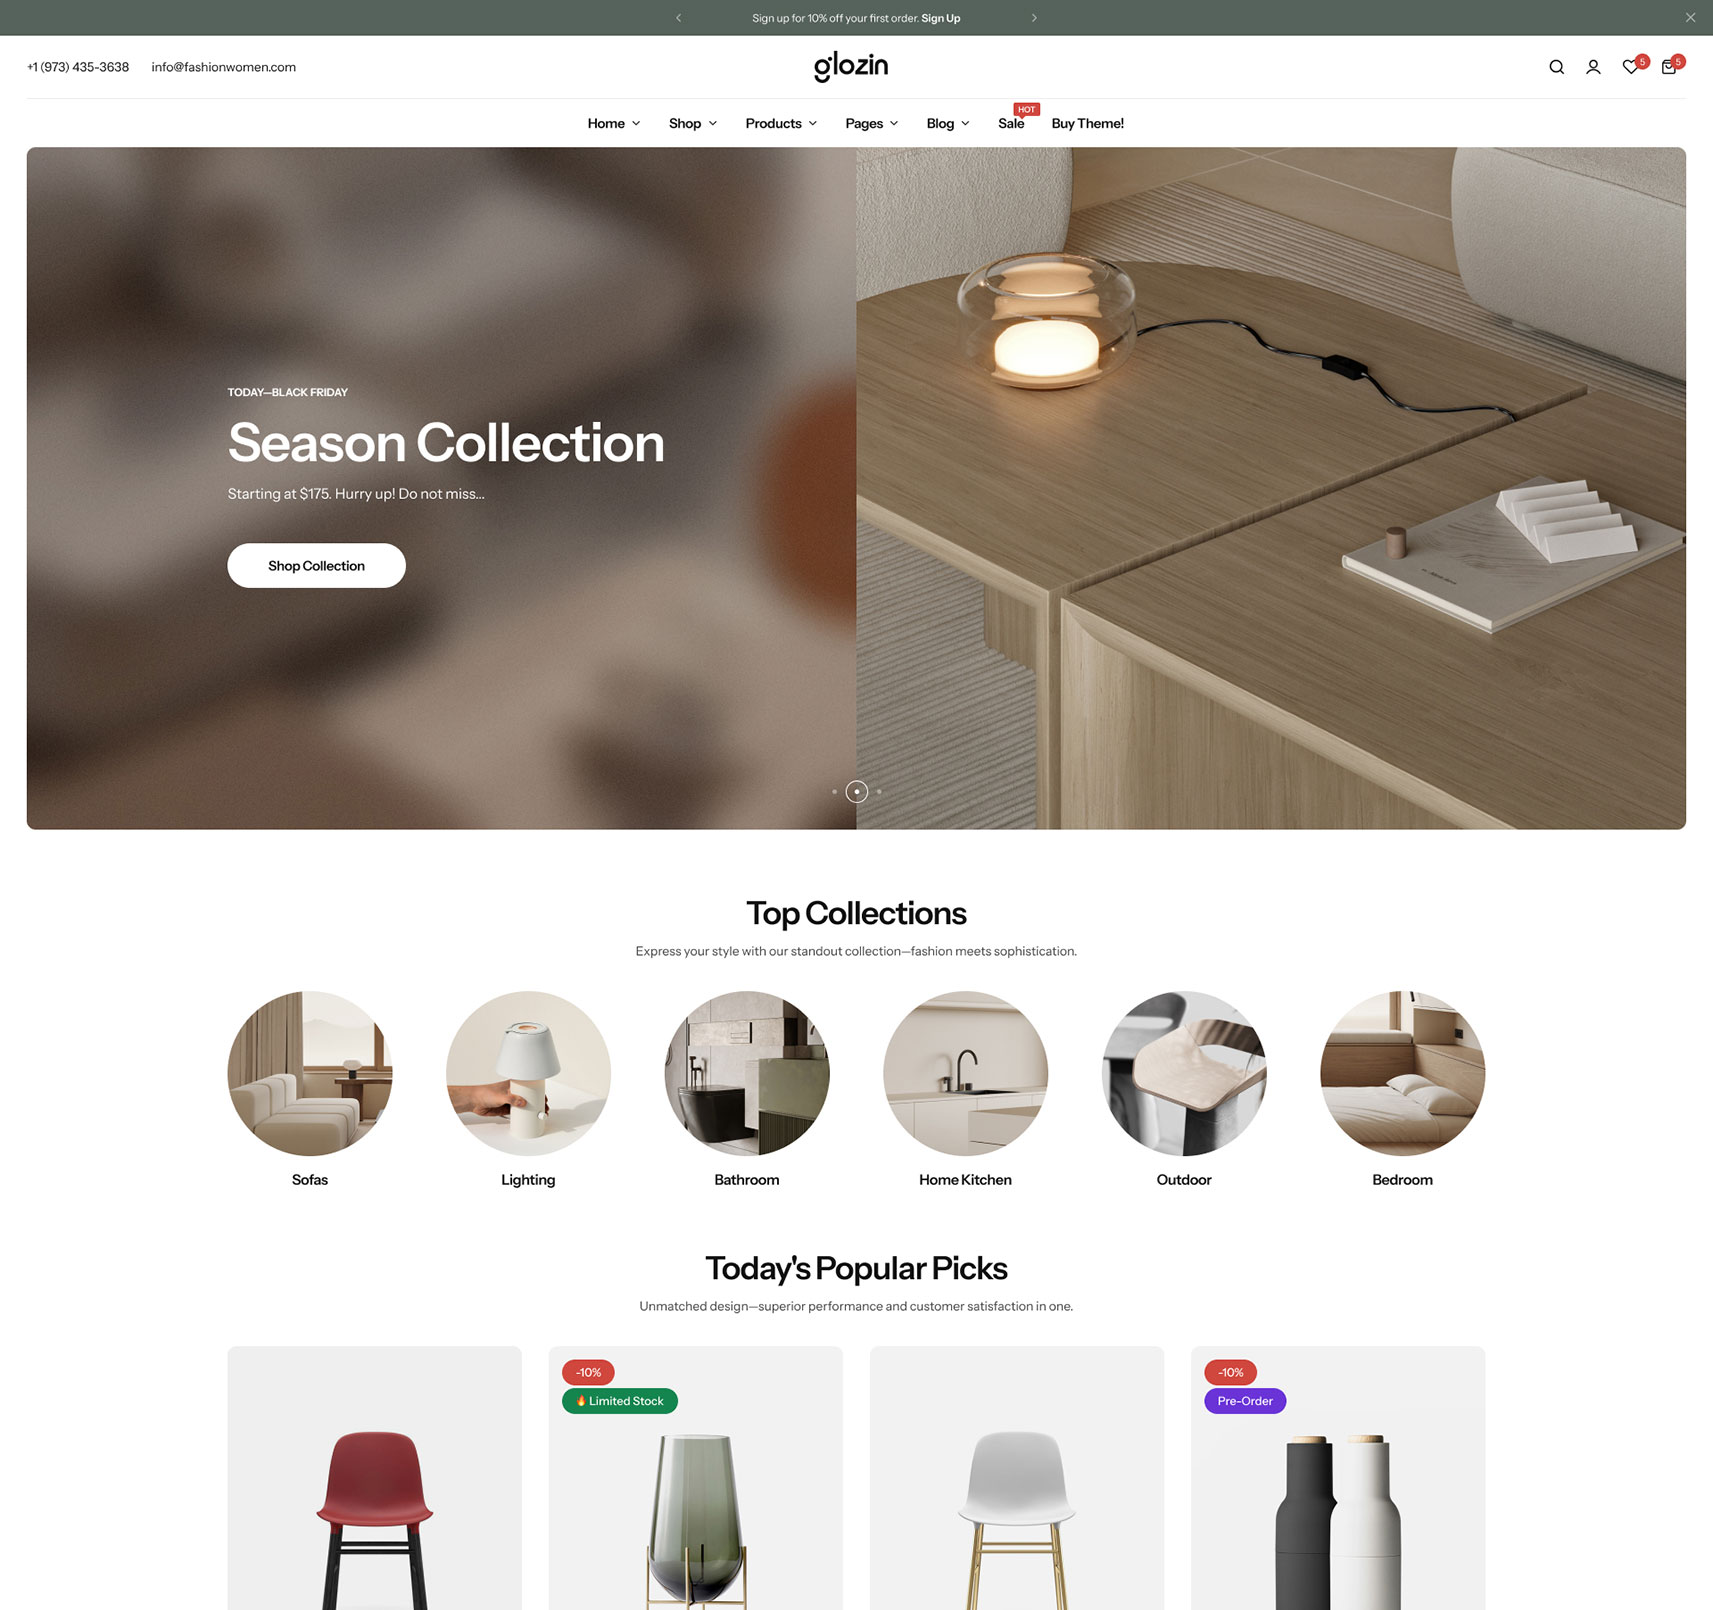 Sign up for 10% off your first order. Sign Up
+1 (973) 435-3638 info@fashionwomen.com
glozin
5 5
HOT
Home Shop Products Pages Blog Sale Buy Theme!
TODAY—BLACK FRIDAY
Season Collection
Starting at $175. Hurry up! Do not miss...
Shop Collection
Top Collections
Express your style with our standout collection—fashion meets sophistication.
Sofas Lighting Bathroom Home Kitchen Outdoor Bedroom
Today's Popular Picks
Unmatched design—superior performance and customer satisfaction in one.
-10% -10%
🔥 Limited Stock Pre-Order